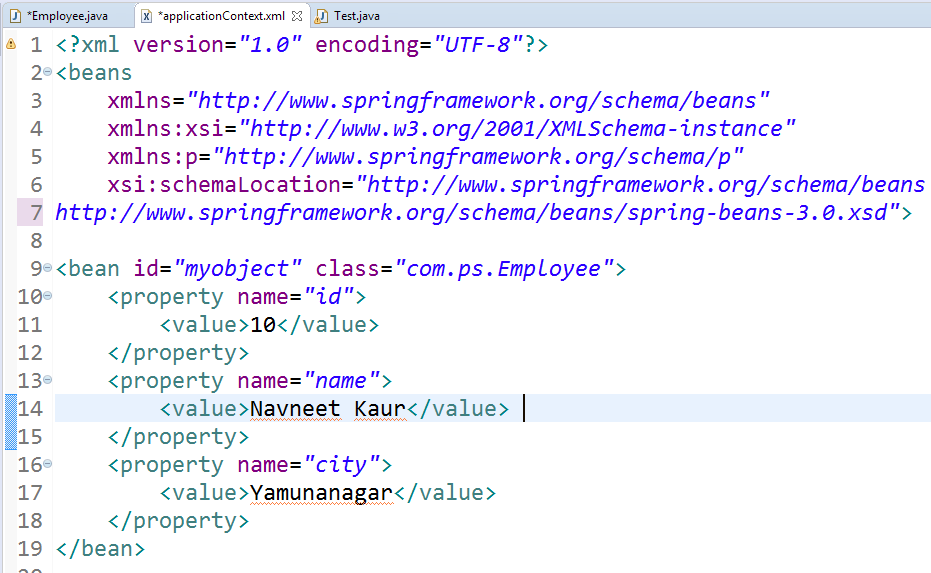 *Employee.java *applicationContext.xml Test.java
1 <?xml version="1.0" encoding="UTF-8"?>
2 <beans
3 xmlns="http://www.springframework.org/schema/beans"
4 xmlns:xsi="http://www.w3.org/2001/XMLSchema-instance"
5 xmlns:p="http://www.springframework.org/schema/p"
6 xsi:schemaLocation="http://www.springframework.org/schema/beans
7 http://www.springframework.org/schema/beans/spring-beans-3.0.xsd">
8
9 <bean id="myobject" class="com.ps.Employee">
10 <property name="id">
11 <value>10</value>
12 </property>
13 <property name="name">
14 <value>Navneet Kaur</value>
15 </property>
16 <property name="city">
17 <value>Yamunanagar</value>
18 </property>
19 </bean>